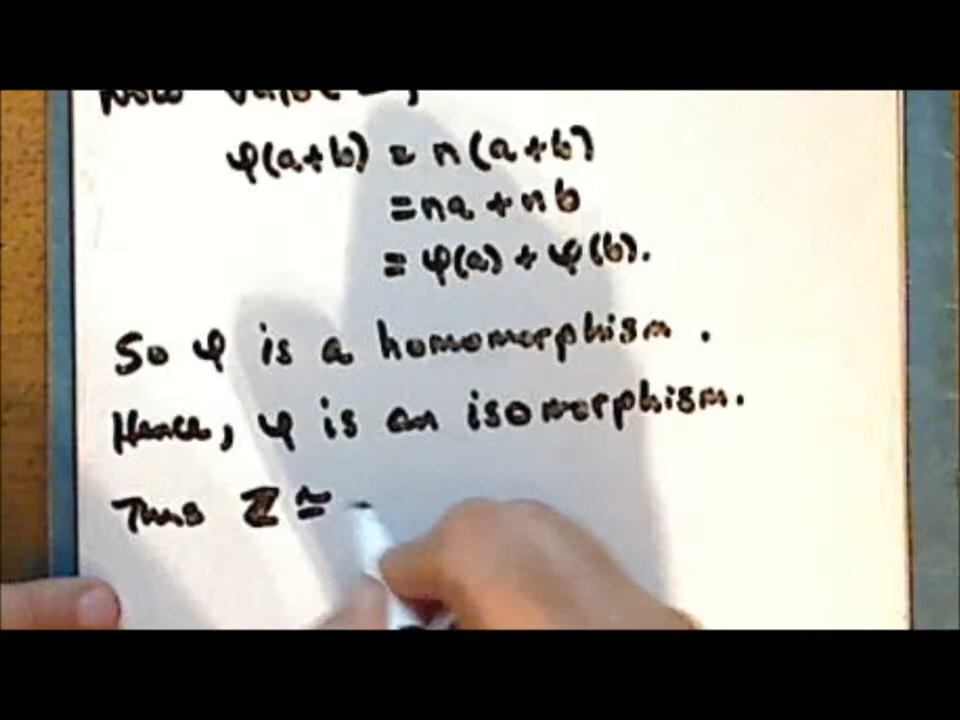 φ(a+b) = n(a+b)
= na + nb
= φ(a) + φ(b).
So φ is a homomorphism.
Hence, φ is an isomorphism.
Thus ℤ ≅